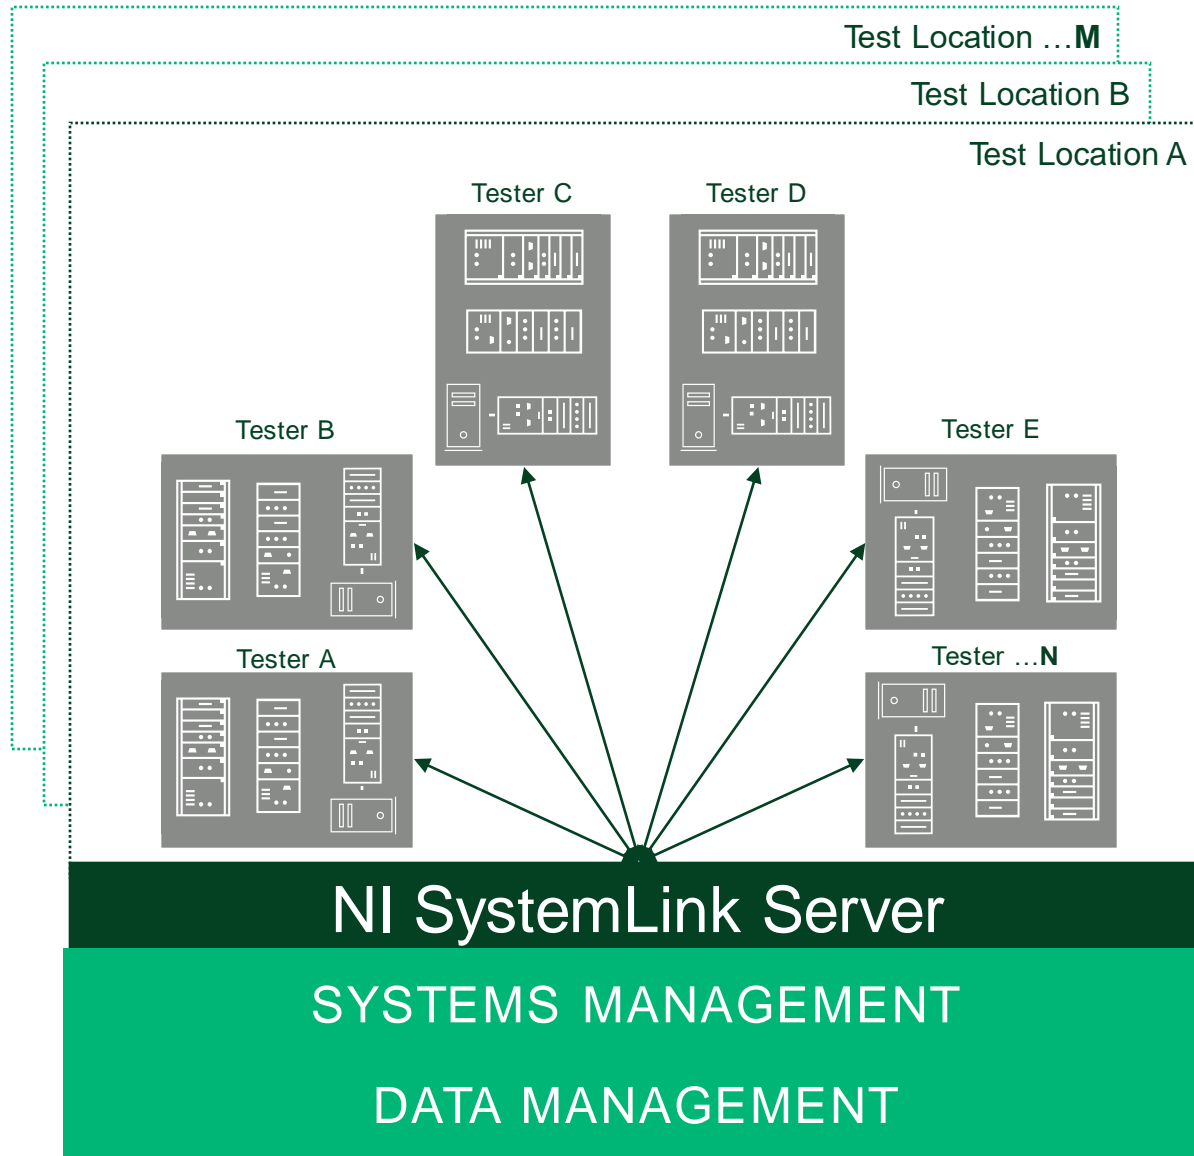 Test Location …M
Test Location B
Test Location A
Tester C
Tester D
Tester B
Tester E
Tester A
Tester …N
NI SystemLink Server
SYSTEMS MANAGEMENT
DATA MANAGEMENT